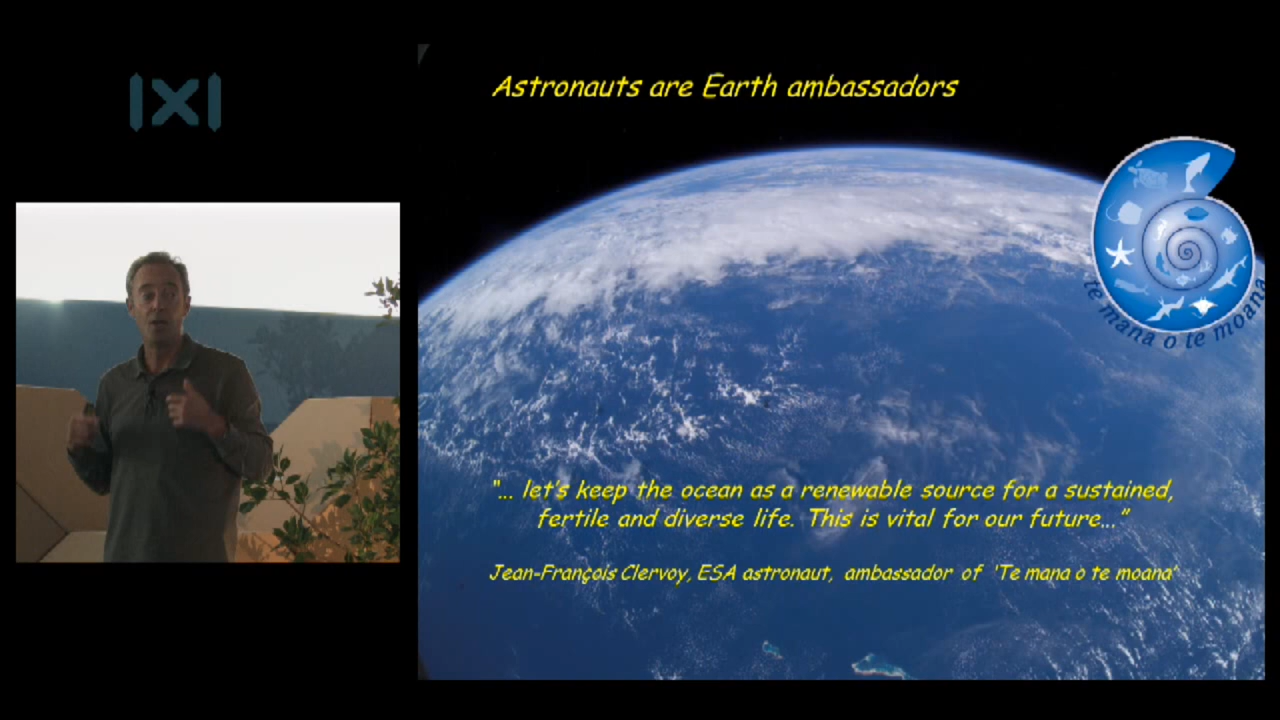 |X|
Astronauts are Earth ambassadors
te mana o te moana
"... let's keep the ocean as a renewable source for a sustained,
fertile and diverse life. This is vital for our future..."
Jean-François Clervoy, ESA astronaut, ambassador of 'Te mana o te moana'